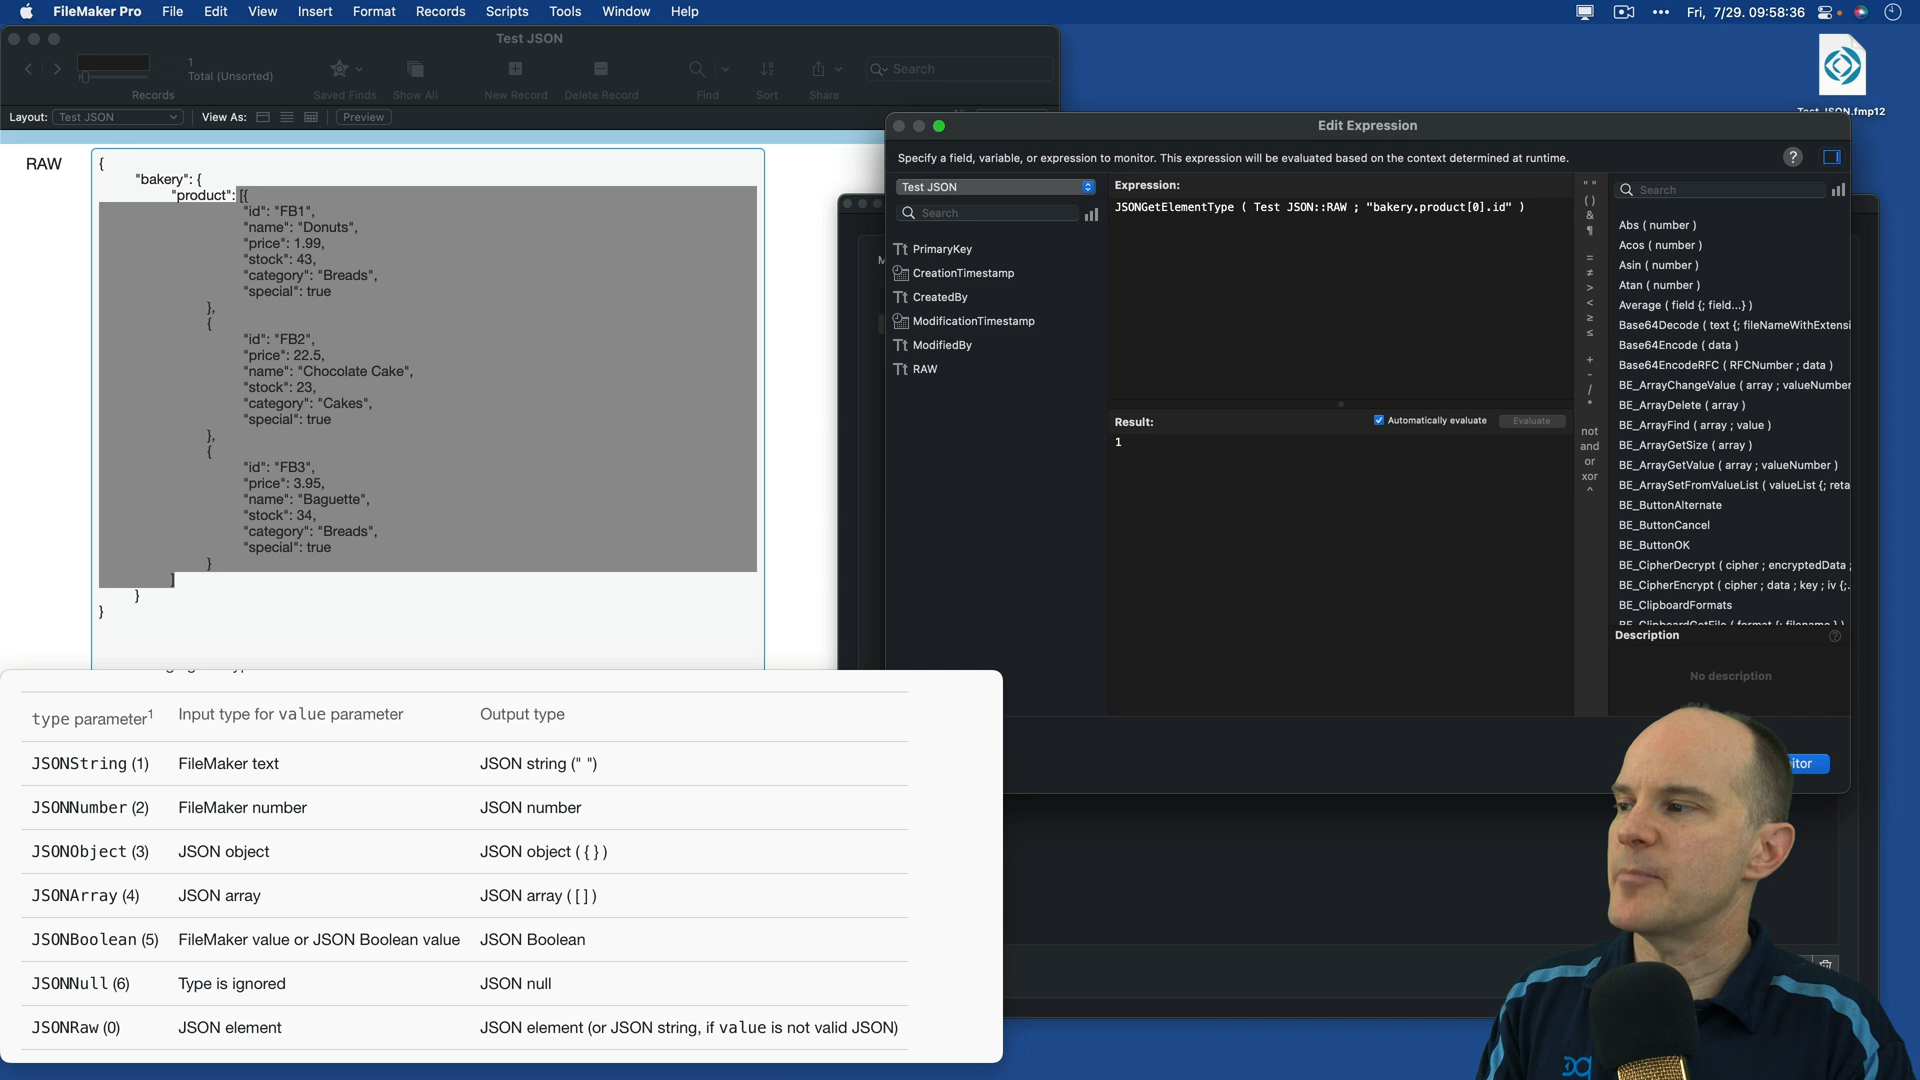 FileMaker Pro File Edit View Insert Format Records Scripts Tools Window Help
Fri, 7/29. 09:58:36
Test JSON
1
Total (Unsorted)
Search
Records Saved Finds Show All New Record Delete Record Find Sort Share
Layout: Test JSON View As: Preview
Test JSON.fmp12
RAW
{
"bakery": {
"product": [{
"id": "FB1",
"name": "Donuts",
"price": 1.99,
"stock": 43,
"category": "Breads",
"special": true
},
{
"id": "FB2",
"price": 22.5,
"name": "Chocolate Cake",
"stock": 23,
"category": "Cakes",
"special": true
},
{
"id": "FB3",
"price": 3.95,
"name": "Baguette",
"stock": 34,
"category": "Breads",
"special": true
}
]
}
}
Edit Expression
Specify a field, variable, or expression to monitor. This expression will be evaluated based on the context determined at runtime.
?
Test JSON
Search
Tt PrimaryKey
CreationTimestamp
Tt CreatedBy
ModificationTimestamp
Tt ModifiedBy
Tt RAW
Expression:
JSONGetElementType ( Test JSON::RAW ; "bakery.product[0].id" )
Result:
Automatically evaluate
Evaluate
1
" "
( )
&
¶
=
≠
>
<
≥
≤
+
-
/
*
not
and
or
xor
^
Search
Abs ( number )
Acos ( number )
Asin ( number )
Atan ( number )
Average ( field {; field...} )
Base64Decode ( text {; fileNameWithExtensi
Base64Encode ( data )
Base64EncodeRFC ( RFCNumber ; data )
BE_ArrayChangeValue ( array ; valueNumber
BE_ArrayDelete ( array )
BE_ArrayFind ( array ; value )
BE_ArrayGetSize ( array )
BE_ArrayGetValue ( array ; valueNumber )
BE_ArraySetFromValueList ( valueList {; reta
BE_ButtonAlternate
BE_ButtonCancel
BE_ButtonOK
BE_CipherDecrypt ( cipher ; encryptedData ;
BE_CipherEncrypt ( cipher ; data ; key ; iv {;.
BE_ClipboardFormats
BE_ClipboardGetFile ( format {; filename } )
Description
?
No description
itor
type parameter1 Input type for value parameter Output type
JSONString (1) FileMaker text JSON string (" ")
JSONNumber (2) FileMaker number JSON number
JSONObject (3) JSON object JSON object ( { } )
JSONArray (4) JSON array JSON array ( [ ] )
JSONBoolean (5) FileMaker value or JSON Boolean value JSON Boolean
JSONNull (6) Type is ignored JSON null
JSONRaw (0) JSON element JSON element (or JSON string, if value is not valid JSON)